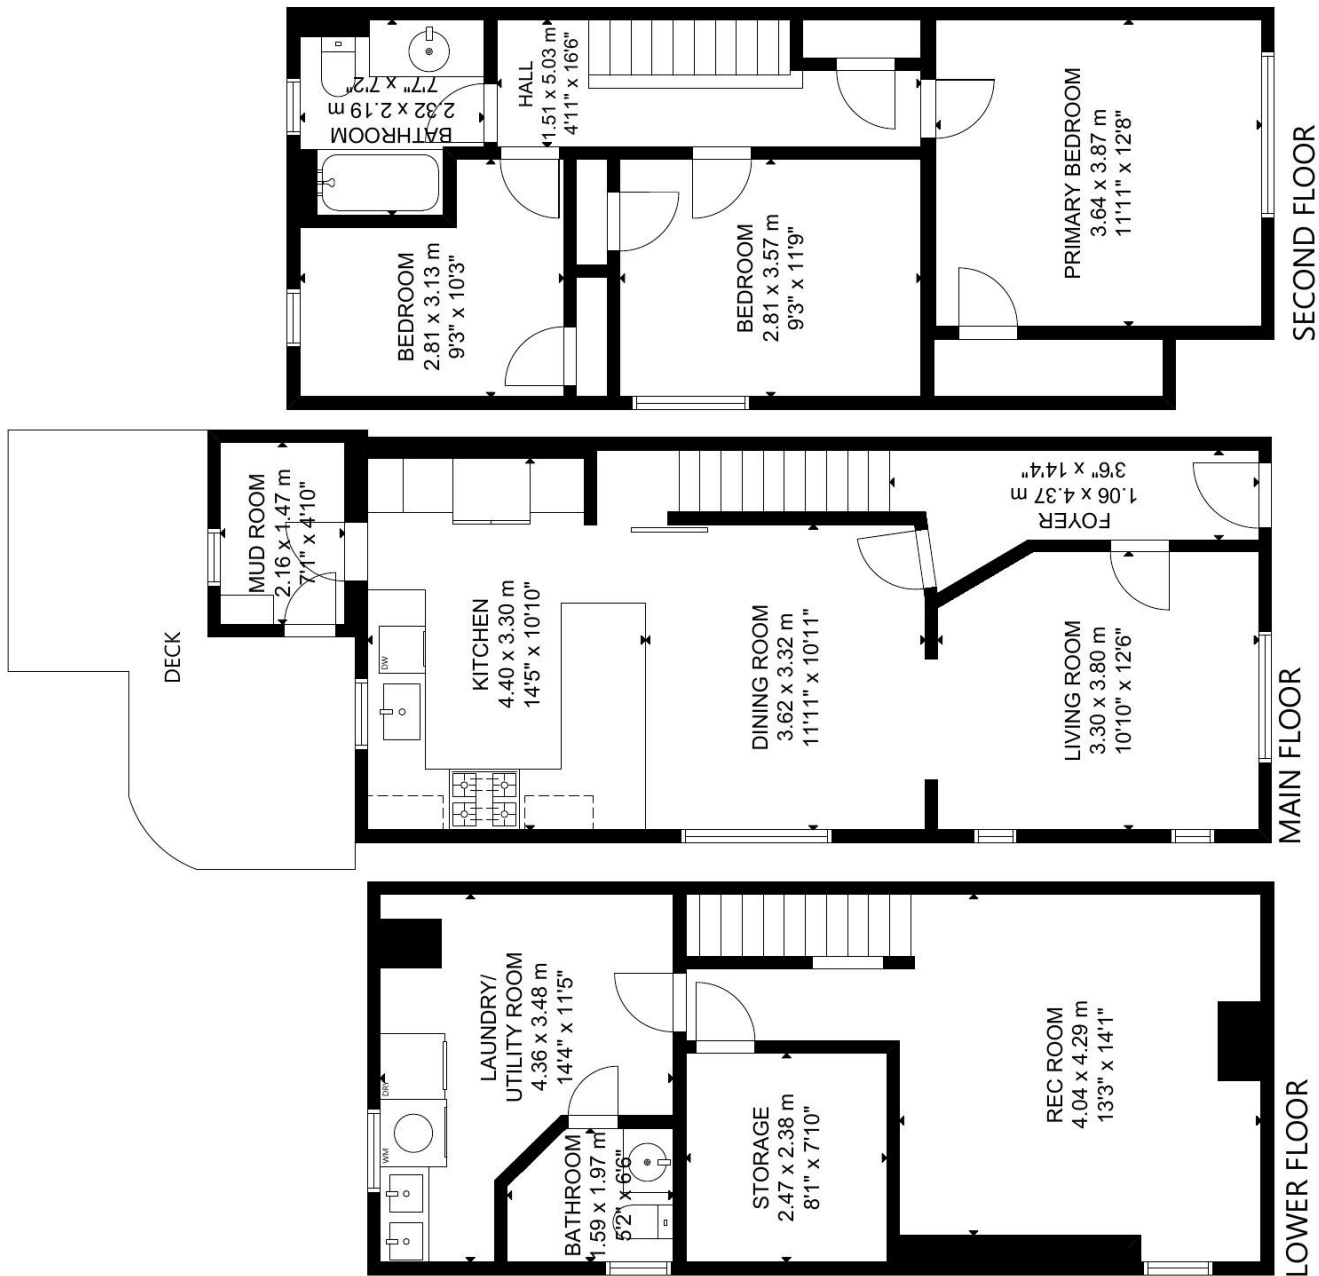 BATHROOM
2.32 x 2.19 m
7'7" x 7'2"
HALL
1.51 x 5.03 m
4'11" x 16'6"
BEDROOM
2.81 x 3.13 m
9'3" x 10'3"
BEDROOM
2.81 x 3.57 m
9'3" x 11'9"
PRIMARY BEDROOM
3.64 x 3.87 m
11'11" x 12'8"
SECOND FLOOR
DECK
MUD ROOM
2.16 x 1.47 m
7'1" x 4'10"
DW
KITCHEN
4.40 x 3.30 m
14'5" x 10'10"
DINING ROOM
3.62 x 3.32 m
11'11" x 10'11"
FOYER
1.06 x 4.37 m
3'6" x 14'4"
LIVING ROOM
3.30 x 3.80 m
10'10" x 12'6"
MAIN FLOOR
DRY
WM
LAUNDRY/
UTILITY ROOM
4.36 x 3.48 m
14'4" x 11'5"
BATHROOM
1.59 x 1.97 m
5'2" x 6'6"
STORAGE
2.47 x 2.38 m
8'1" x 7'10"
REC ROOM
4.04 x 4.29 m
13'3" x 14'1"
LOWER FLOOR